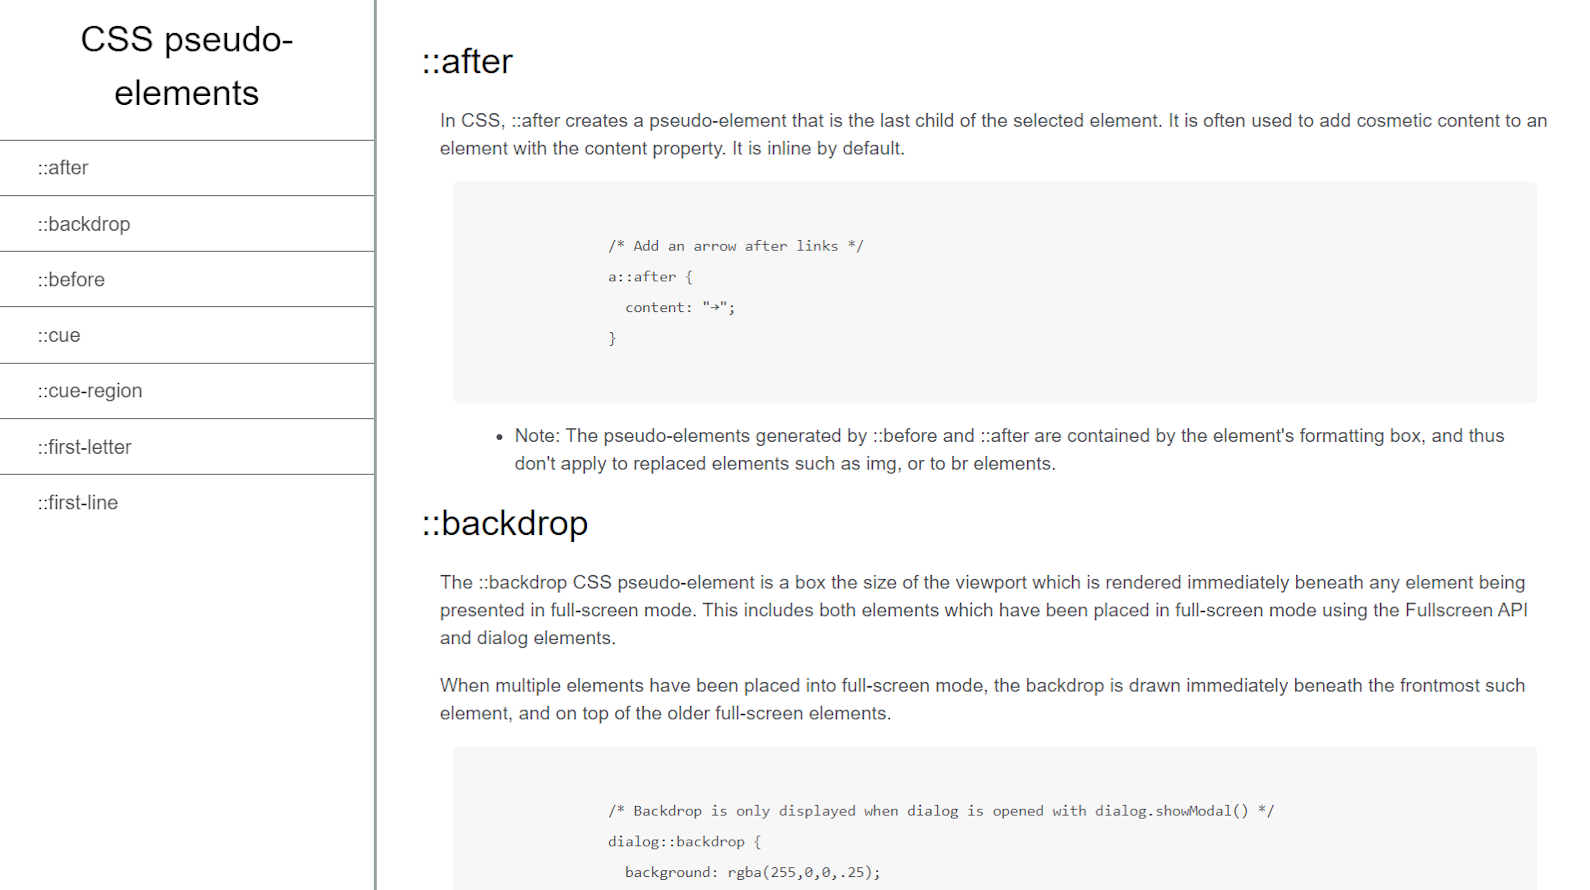 CSS pseudo-
elements
::after
::backdrop
::before
::cue
::cue-region
::first-letter
::first-line
::after
In CSS, ::after creates a pseudo-element that is the last child of the selected element. It is often used to add cosmetic content to an
element with the content property. It is inline by default.
/* Add an arrow after links */
a::after {
content: "→";
}
• Note: The pseudo-elements generated by ::before and ::after are contained by the element's formatting box, and thus
don't apply to replaced elements such as img, or to br elements.
::backdrop
The ::backdrop CSS pseudo-element is a box the size of the viewport which is rendered immediately beneath any element being
presented in full-screen mode. This includes both elements which have been placed in full-screen mode using the Fullscreen API
and dialog elements.
When multiple elements have been placed into full-screen mode, the backdrop is drawn immediately beneath the frontmost such
element, and on top of the older full-screen elements.
/* Backdrop is only displayed when dialog is opened with dialog.showModal() */
dialog::backdrop {
background: rgba(255,0,0,.25);